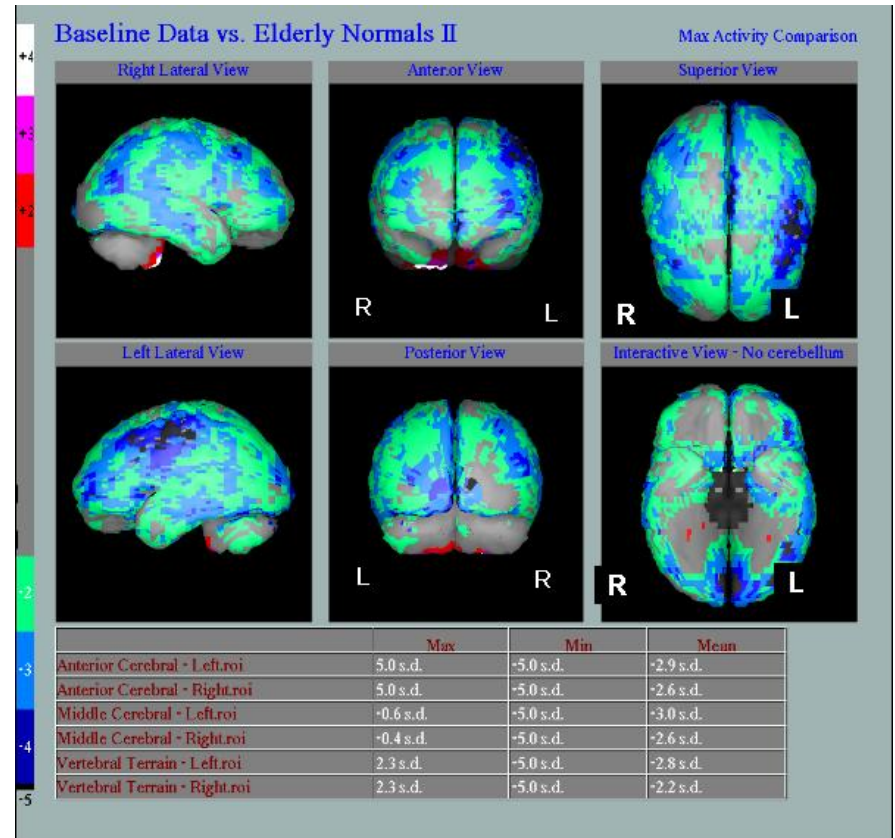 Baseline Data vs. Elderly Normals II
Max Activity Comparison
+4
+3
+2
-2
-3
-4
-5
Right Lateral View
Anterior View
Superior View
R
L
R
L
Left Lateral View
Posterior View
Interactive View - No cerebellum
L
R
R
L
Max Min Mean
Anterior Cerebral - Left.roi 5.0 s.d. -5.0 s.d. -2.9 s.d.
Anterior Cerebral - Right.roi 5.0 s.d. -5.0 s.d. -2.6 s.d.
Middle Cerebral - Left.roi -0.6 s.d. -5.0 s.d. -3.0 s.d.
Middle Cerebral - Right.roi -0.4 s.d. -5.0 s.d. -2.6 s.d.
Vertebral Terrain - Left.roi 2.3 s.d. -5.0 s.d. -2.8 s.d.
Vertebral Terrain - Right.roi 2.3 s.d. -5.0 s.d. -2.2 s.d.